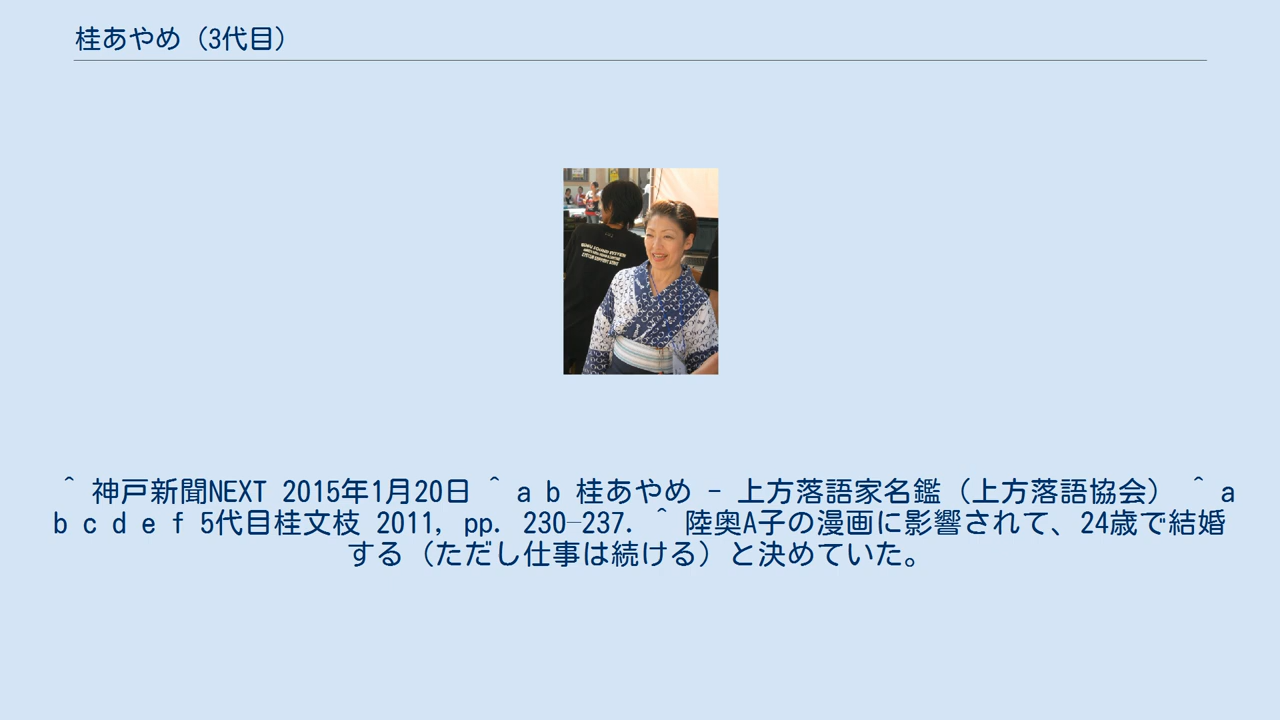 桂あやめ（3代目）
^ 神戸新聞NEXT 2015年1月20日 ^ a b 桂あやめ - 上方落語家名鑑（上方落語協会） ^ a
b c d e f 5代目桂文枝 2011, pp. 230–237. ^ 陸奥A子の漫画に影響されて、24歳で結婚
する（ただし仕事は続ける）と決めていた。